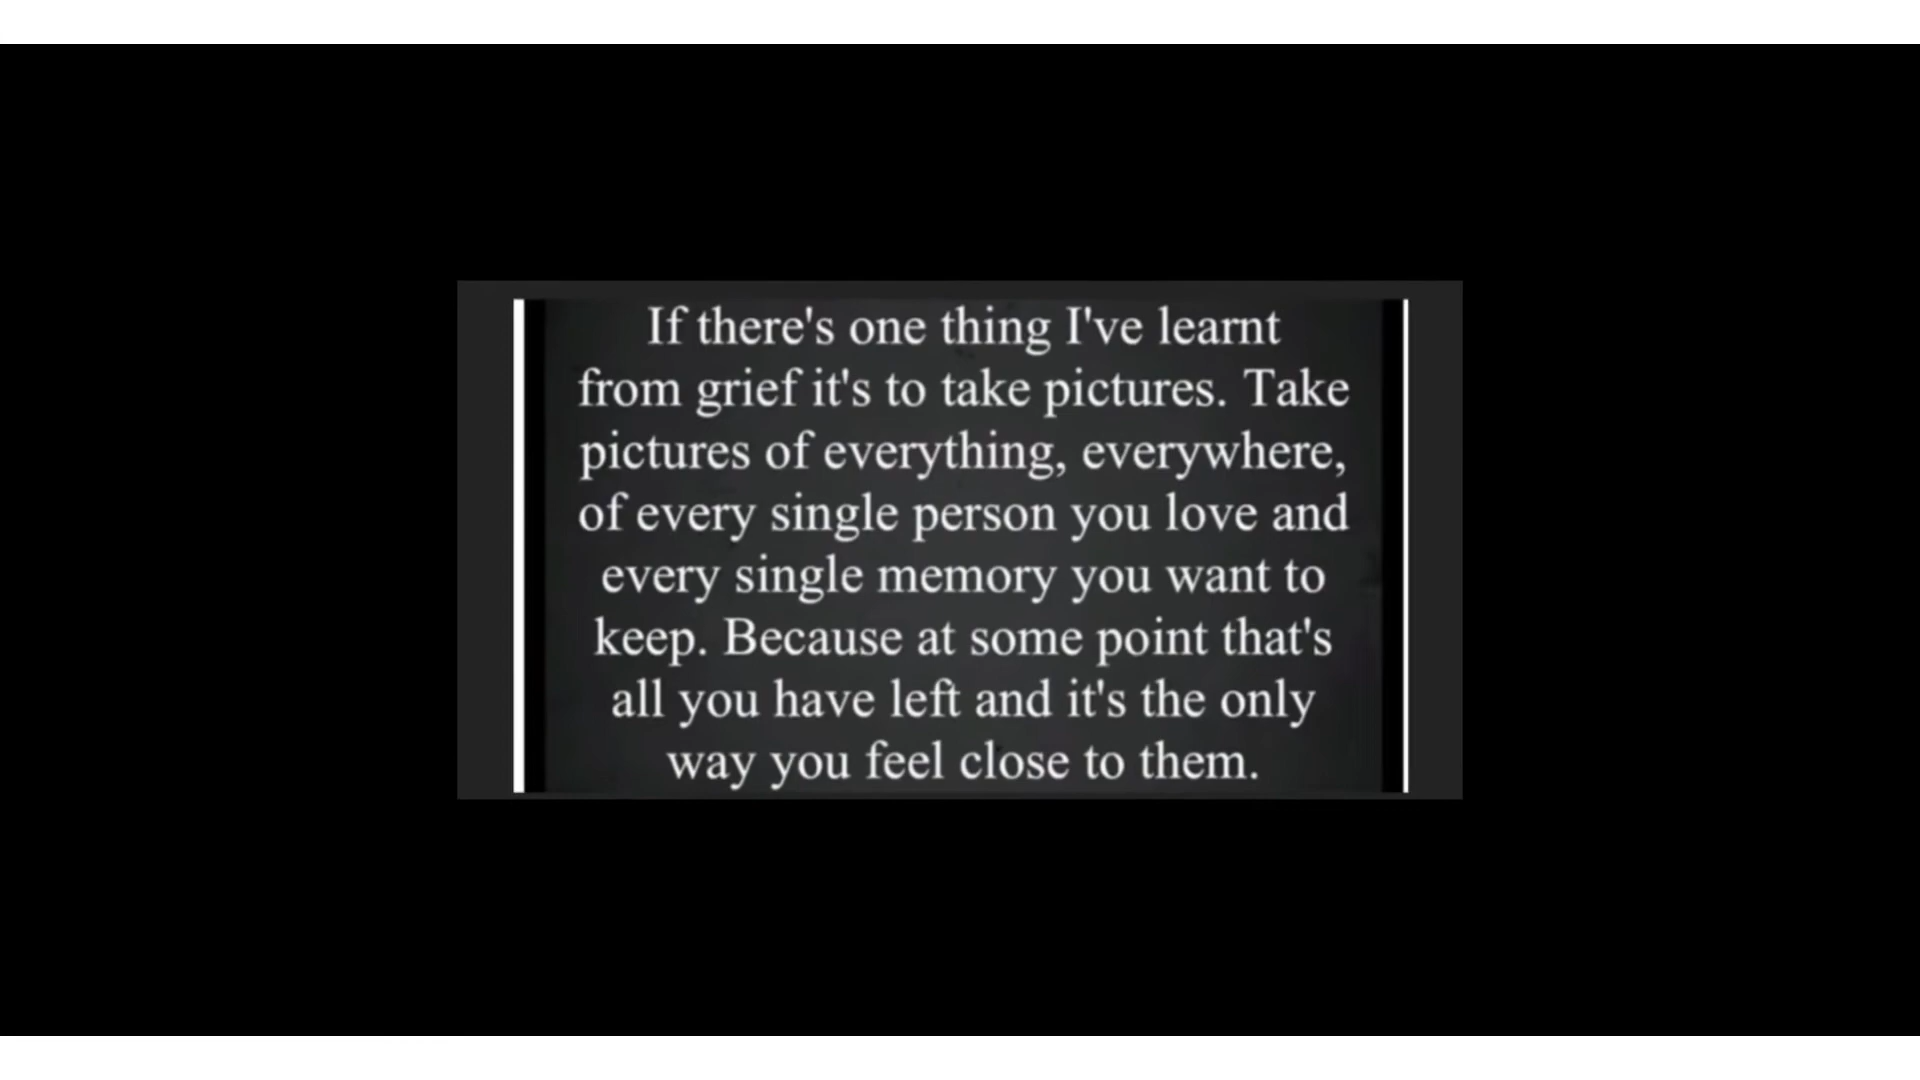 If there's one thing I've learnt
from grief it's to take pictures. Take
pictures of everything, everywhere,
of every single person you love and
every single memory you want to
keep. Because at some point that's
all you have left and it's the only
way you feel close to them.